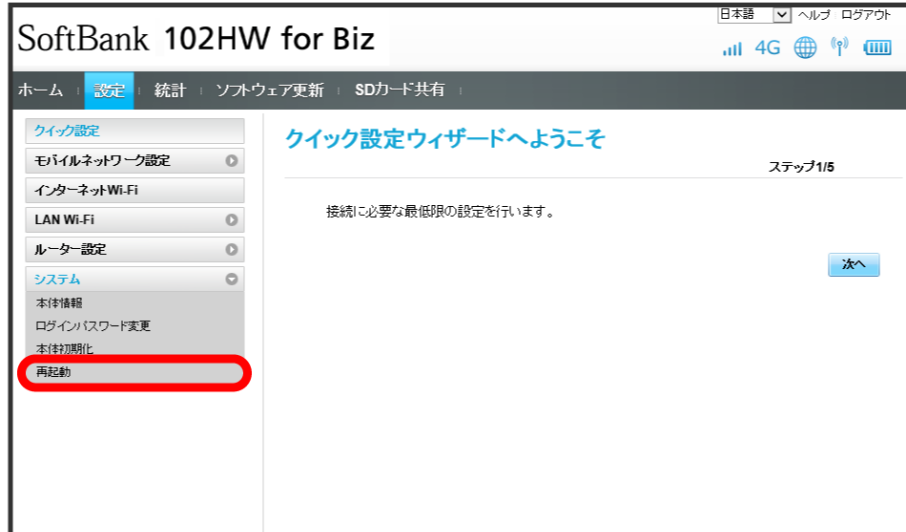 日本語 ヘルプ ログアウト
SoftBank 102HW for Biz
4G
ホーム 設定 統計 ソフトウェア更新 SDカード共有
クイック設定
モバイルネットワーク設定
インターネットWi-Fi
LAN Wi-Fi
ルーター設定
システム
本体情報
ログインパスワード変更
本体初期化
再起動
クイック設定ウィザードへようこそ
ステップ1/5
接続に必要な最低限の設定を行います。
次へ